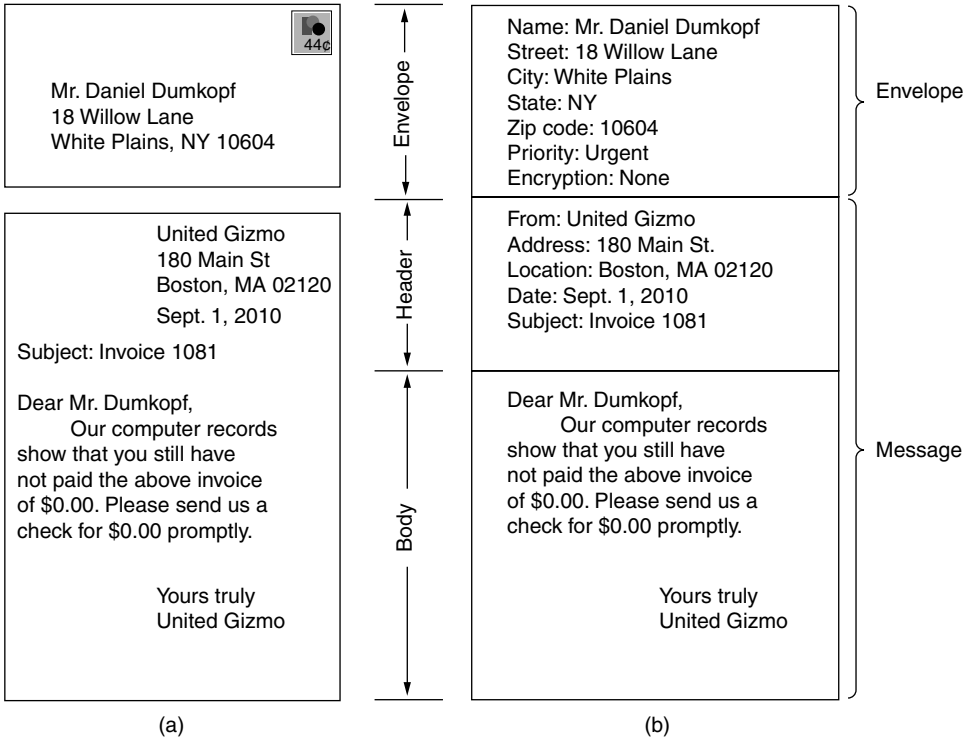 44¢
Mr. Daniel Dumkopf
18 Willow Lane
White Plains, NY 10604
United Gizmo
180 Main St
Boston, MA 02120
Sept. 1, 2010
Subject: Invoice 1081
Dear Mr. Dumkopf,
Our computer records
show that you still have
not paid the above invoice
of $0.00. Please send us a
check for $0.00 promptly.
Yours truly
United Gizmo
(a)
Envelope
Header
Body
Name: Mr. Daniel Dumkopf
Street: 18 Willow Lane
City: White Plains
State: NY
Zip code: 10604
Priority: Urgent
Encryption: None
From: United Gizmo
Address: 180 Main St.
Location: Boston, MA 02120
Date: Sept. 1, 2010
Subject: Invoice 1081
Dear Mr. Dumkopf,
Our computer records
show that you still have
not paid the above invoice
of $0.00. Please send us a
check for $0.00 promptly.
Yours truly
United Gizmo
(b)
Envelope
Message